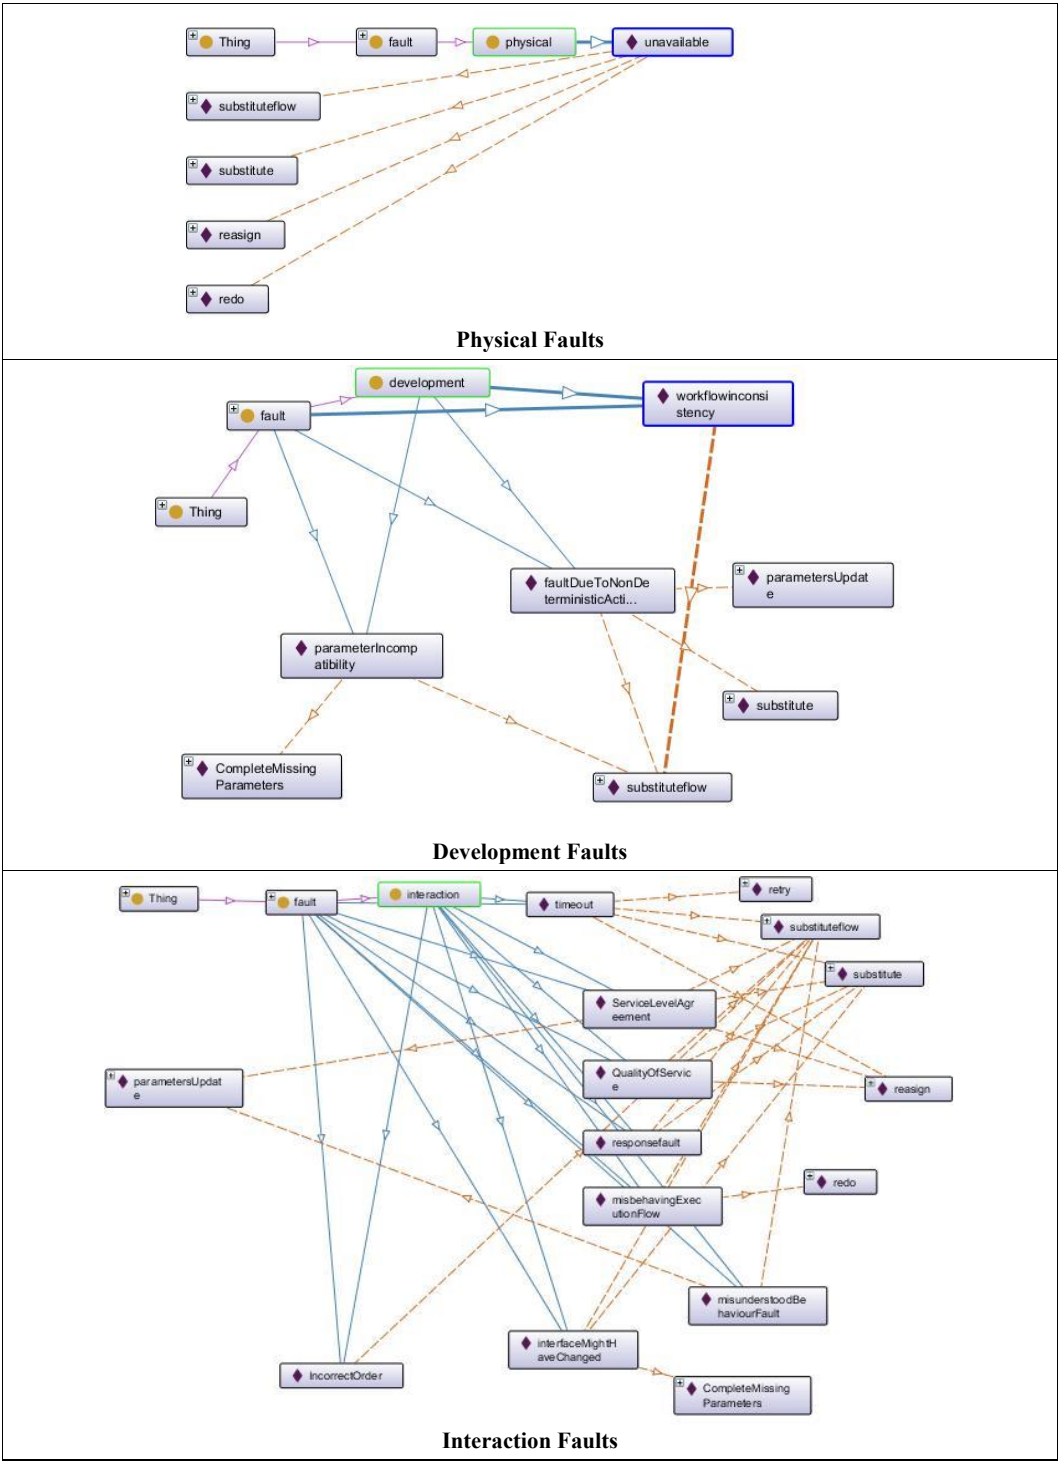 Thing
fault
physical
unavailable
substituteflow
substitute
reasign
redo
Physical Faults
development
workflowinconsi
stency
fault
Thing
faultDueToNonDe
terministicActi...
parametersUpdat
e
parameterIncomp
atibility
substitute
CompleteMissing
Parameters
substituteflow
Development Faults
Thing
fault
interaction
timeout
retry
substituteflow
substitute
ServiceLevelAgr
eement
parametersUpdat
e
QualityOfServic
e
reasign
responsefault
misbehavingExec
utionFlow
redo
misunderstoodBe
haviourFault
interfaceMightH
aveChanged
IncorrectOrder
CompleteMissing
Parameters
Interaction Faults